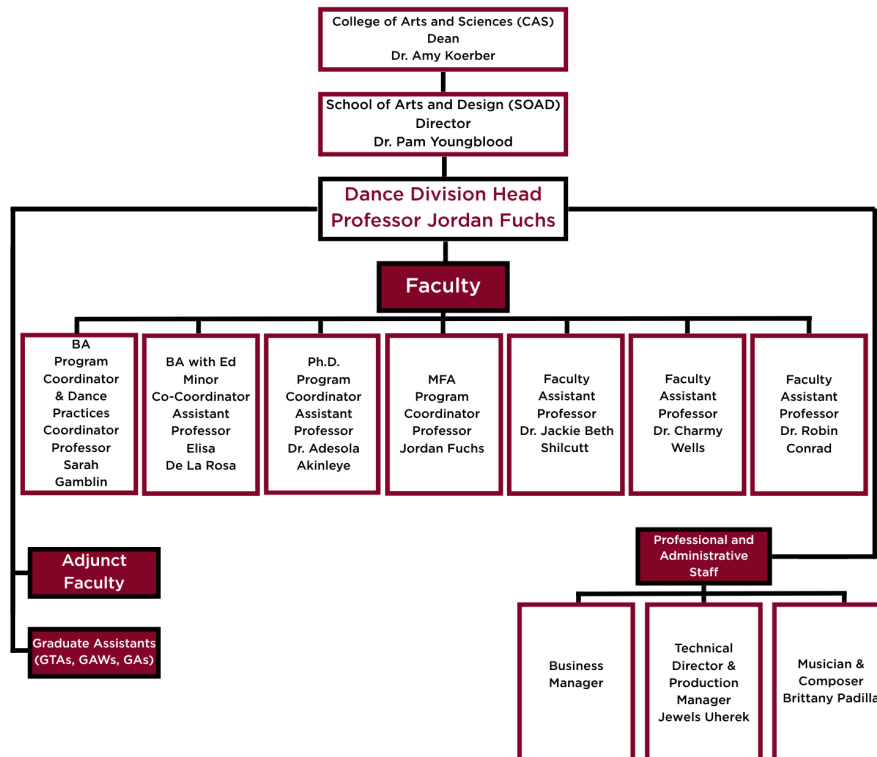 College of Arts and Sciences (CAS)
Dean
Dr. Amy Koerber
School of Arts and Design (SOAD)
Director
Dr. Pam Youngblood
Dance Division Head
Professor Jordan Fuchs
Faculty
BA
Program
Coordinator
& Dance
Practices
Coordinator
Professor
Sarah
Gamblin
BA with Ed
Minor
Co-Coordinator
Assistant
Professor
Elisa
De La Rosa
Ph.D.
Program
Coordinator
Assistant
Professor
Dr. Adesola
Akinleye
MFA
Program
Coordinator
Professor
Jordan Fuchs
Faculty
Assistant
Professor
Dr. Jackie Beth
Shilcutt
Faculty
Assistant
Professor
Dr. Charmy
Wells
Faculty
Assistant
Professor
Dr. Robin
Conrad
Adjunct
Faculty
Graduate Assistants
(GTAs, GAWs, GAs)
Professional and
Administrative
Staff
Business
Manager
Technical
Director &
Production
Manager
Jewels Uherek
Musician &
Composer
Brittany Padilla